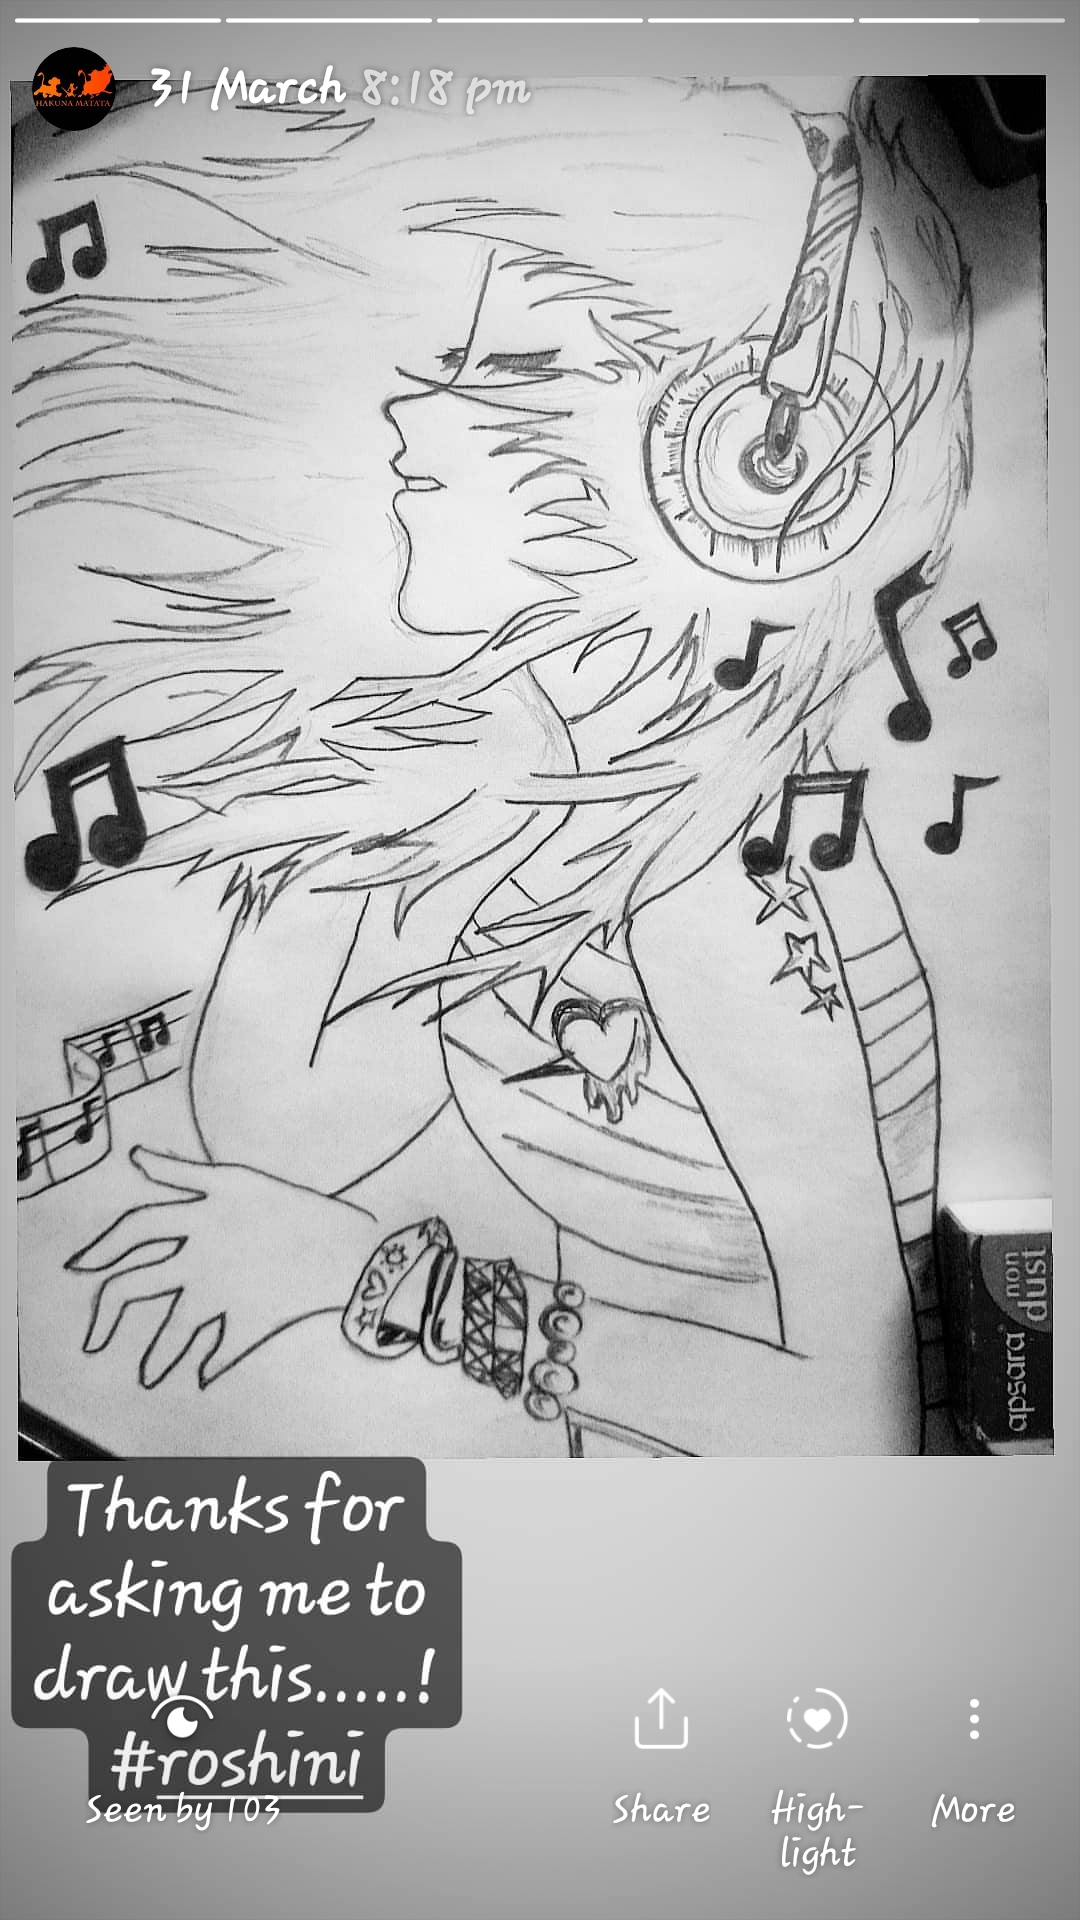 31 March 8:18 pm
HAKUNA MATATA
apsara
non
dust
Thanks for
asking me to
draw this.....!
#roshini
Seen by 103
Share
High-
light
More